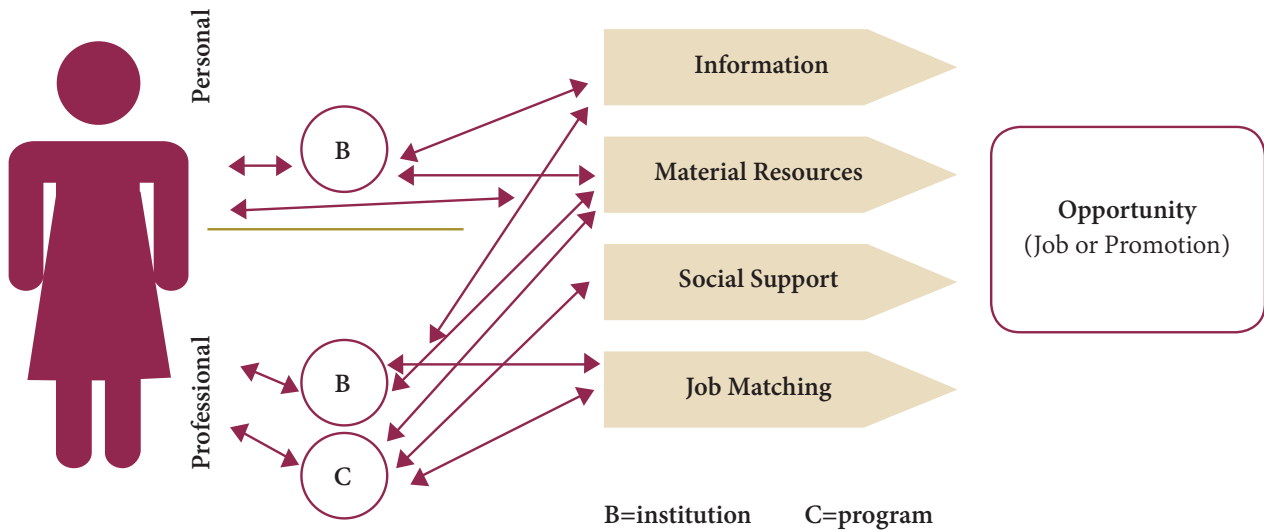 Personal
B
Professional
B
C
Information
Material Resources
Social Support
Job Matching
Opportunity
(Job or Promotion)
B=institution C=program